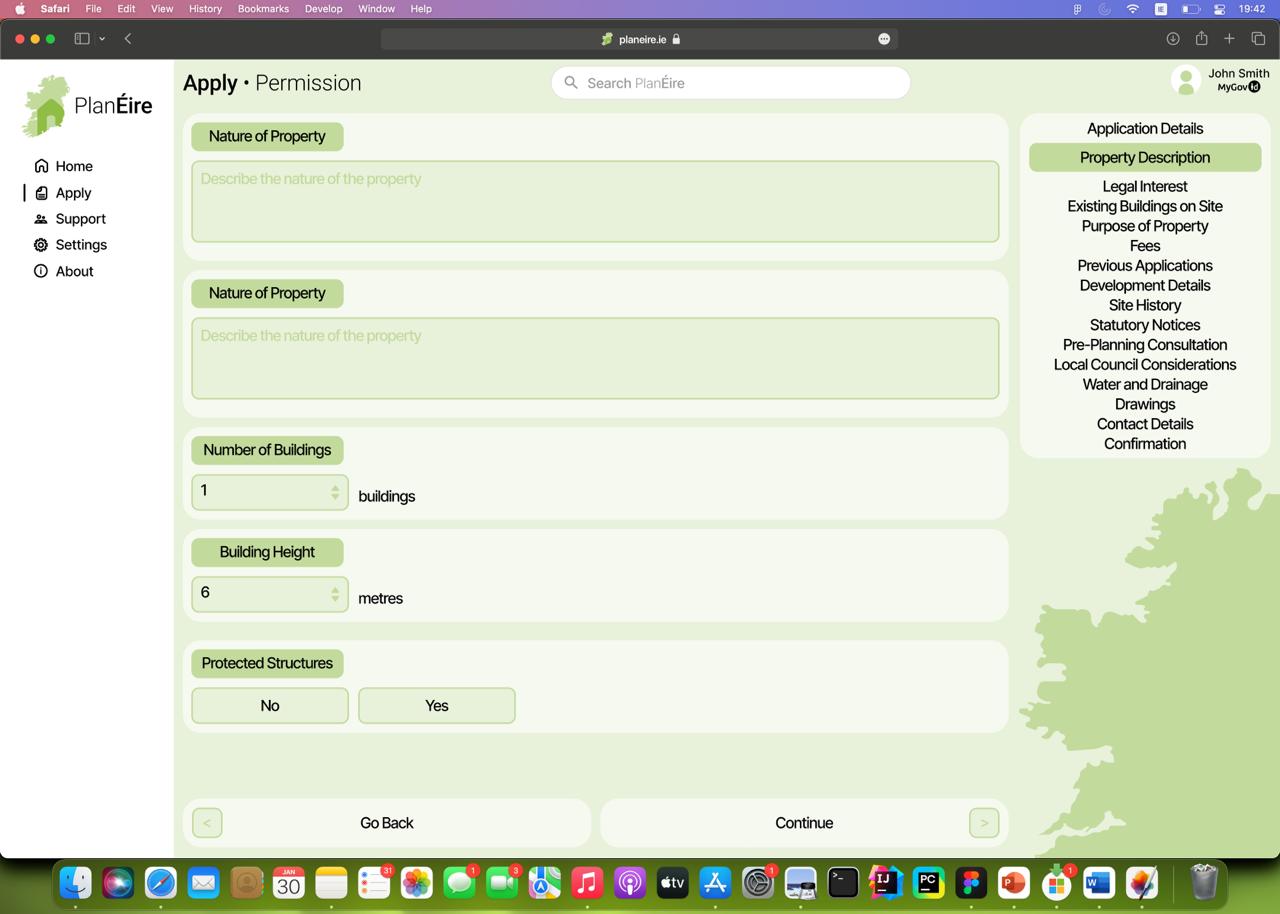 Safari File Edit View History Bookmarks Develop Window Help
IE 19:42
planeire.ie
PlanÉire
Home
Apply
Support
Settings
About
Apply • Permission
Search PlanÉire
John Smith
MyGovid
Nature of Property
Describe the nature of the property
Nature of Property
Describe the nature of the property
Number of Buildings
1
buildings
Building Height
6
metres
Protected Structures
No Yes
< Go Back
Continue >
Application Details
Property Description
Legal Interest
Existing Buildings on Site
Purpose of Property
Fees
Previous Applications
Development Details
Site History
Statutory Notices
Pre-Planning Consultation
Local Council Considerations
Water and Drainage
Drawings
Contact Details
Confirmation
JAN
30
31
1
3
tv
1
>_
IJ
PC
P
1
W